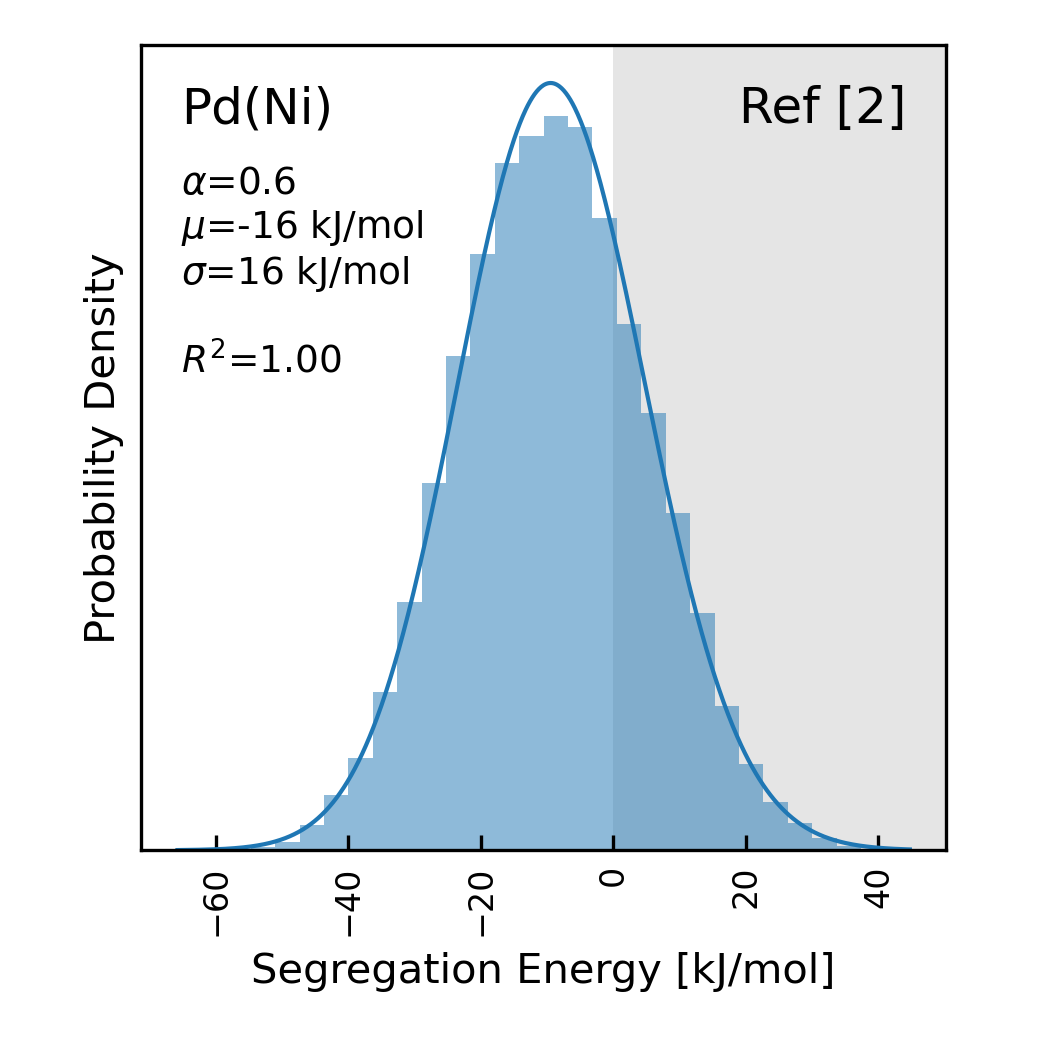 Pd(Ni)
Ref [2]
α=0.6
μ=-16 kJ/mol
σ=16 kJ/mol
R²=1.00
Probability Density
−60
−40
−20
0
20
40
Segregation Energy [kJ/mol]